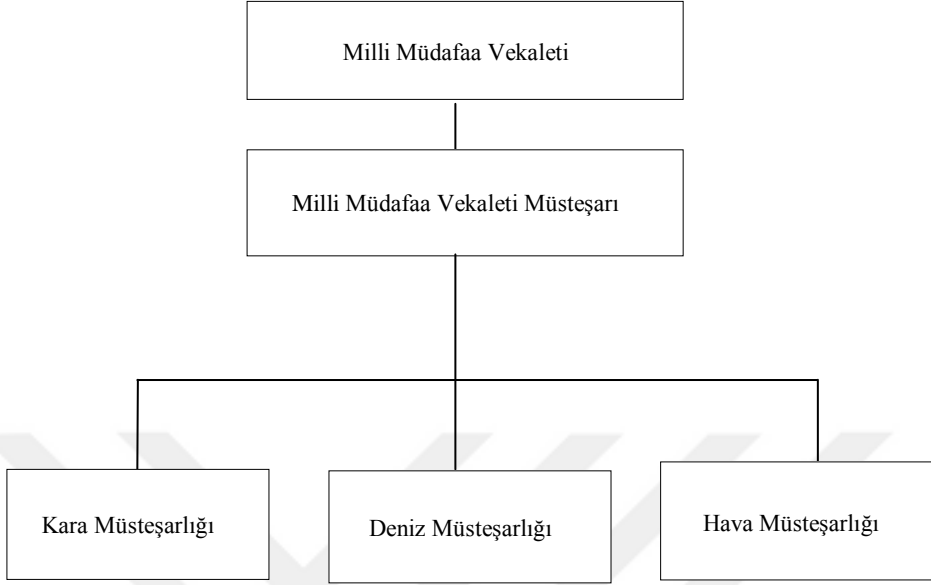 Milli Müdafaa Vekaleti
Milli Müdafaa Vekaleti Müsteşarı
Kara Müsteşarlığı
Deniz Müsteşarlığı
Hava Müsteşarlığı